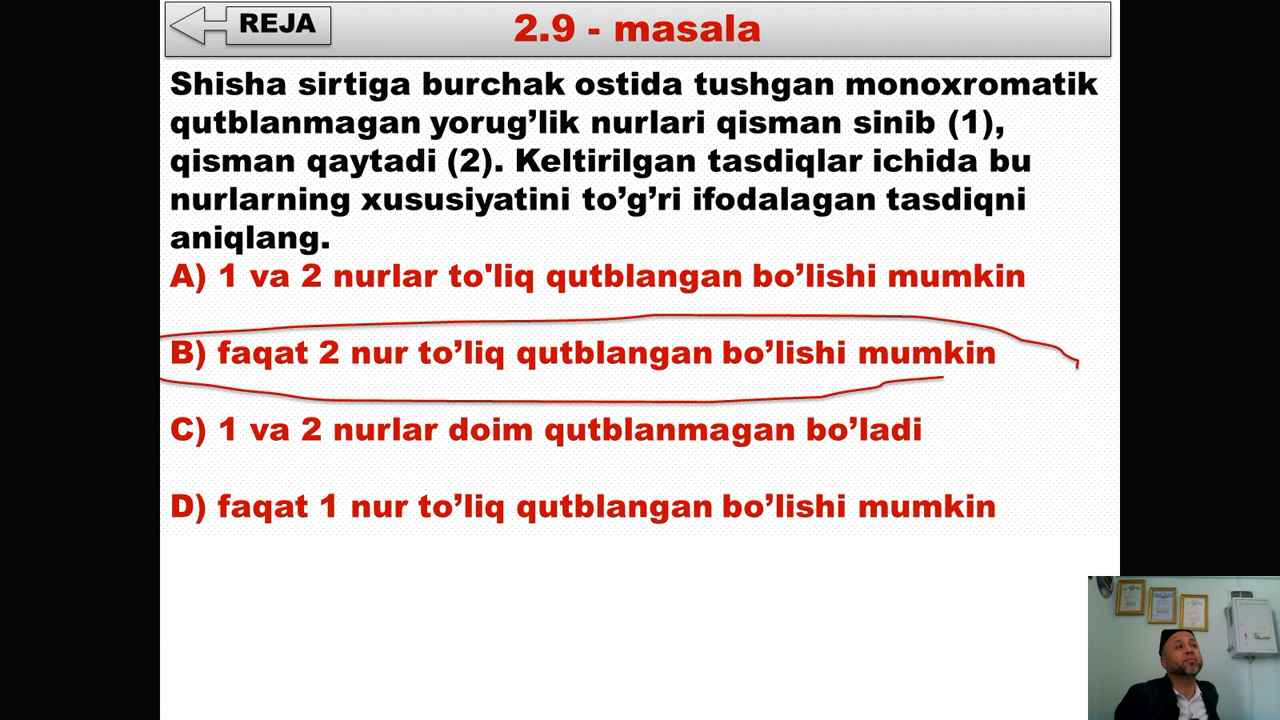 REJA
2.9 - masala
Shisha sirtiga burchak ostida tushgan monoxromatik
qutblanmagan yorug’lik nurlari qisman sinib (1),
qisman qaytadi (2). Keltirilgan tasdiqlar ichida bu
nurlarning xususiyatini to’g’ri ifodalagan tasdiqni
aniqlang.
A) 1 va 2 nurlar to'liq qutblangan bo’lishi mumkin
B) faqat 2 nur to’liq qutblangan bo’lishi mumkin
C) 1 va 2 nurlar doim qutblanmagan bo’ladi
D) faqat 1 nur to’liq qutblangan bo’lishi mumkin